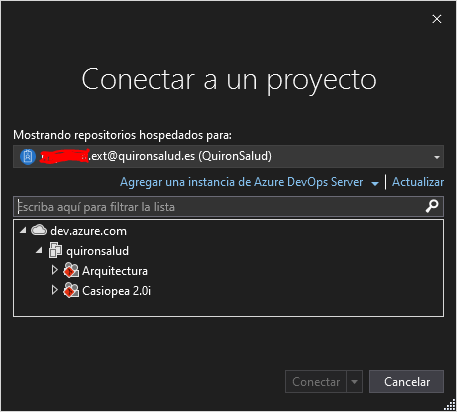 Conectar a un proyecto
Mostrando repositorios hospedados para:
.ext@quironsalud.es (QuironSalud)
Agregar una instancia de Azure DevOps Server
Actualizar
Escriba aquí para filtrar la lista
dev.azure.com
quironsalud
Arquitectura
Casiopea 2.0i
Conectar
Cancelar